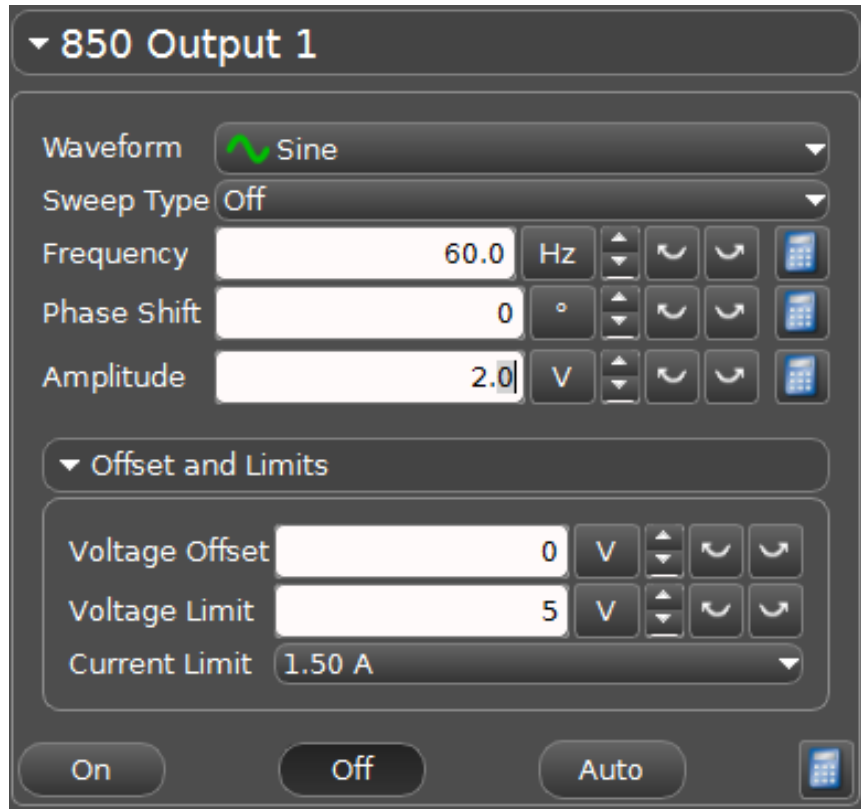 850 Output 1
Waveform Sine
Sweep Type Off
Frequency 60.0 Hz
Phase Shift 0 °
Amplitude 2.0 V
Offset and Limits
Voltage Offset 0 V
Voltage Limit 5 V
Current Limit 1.50 A
On Off Auto